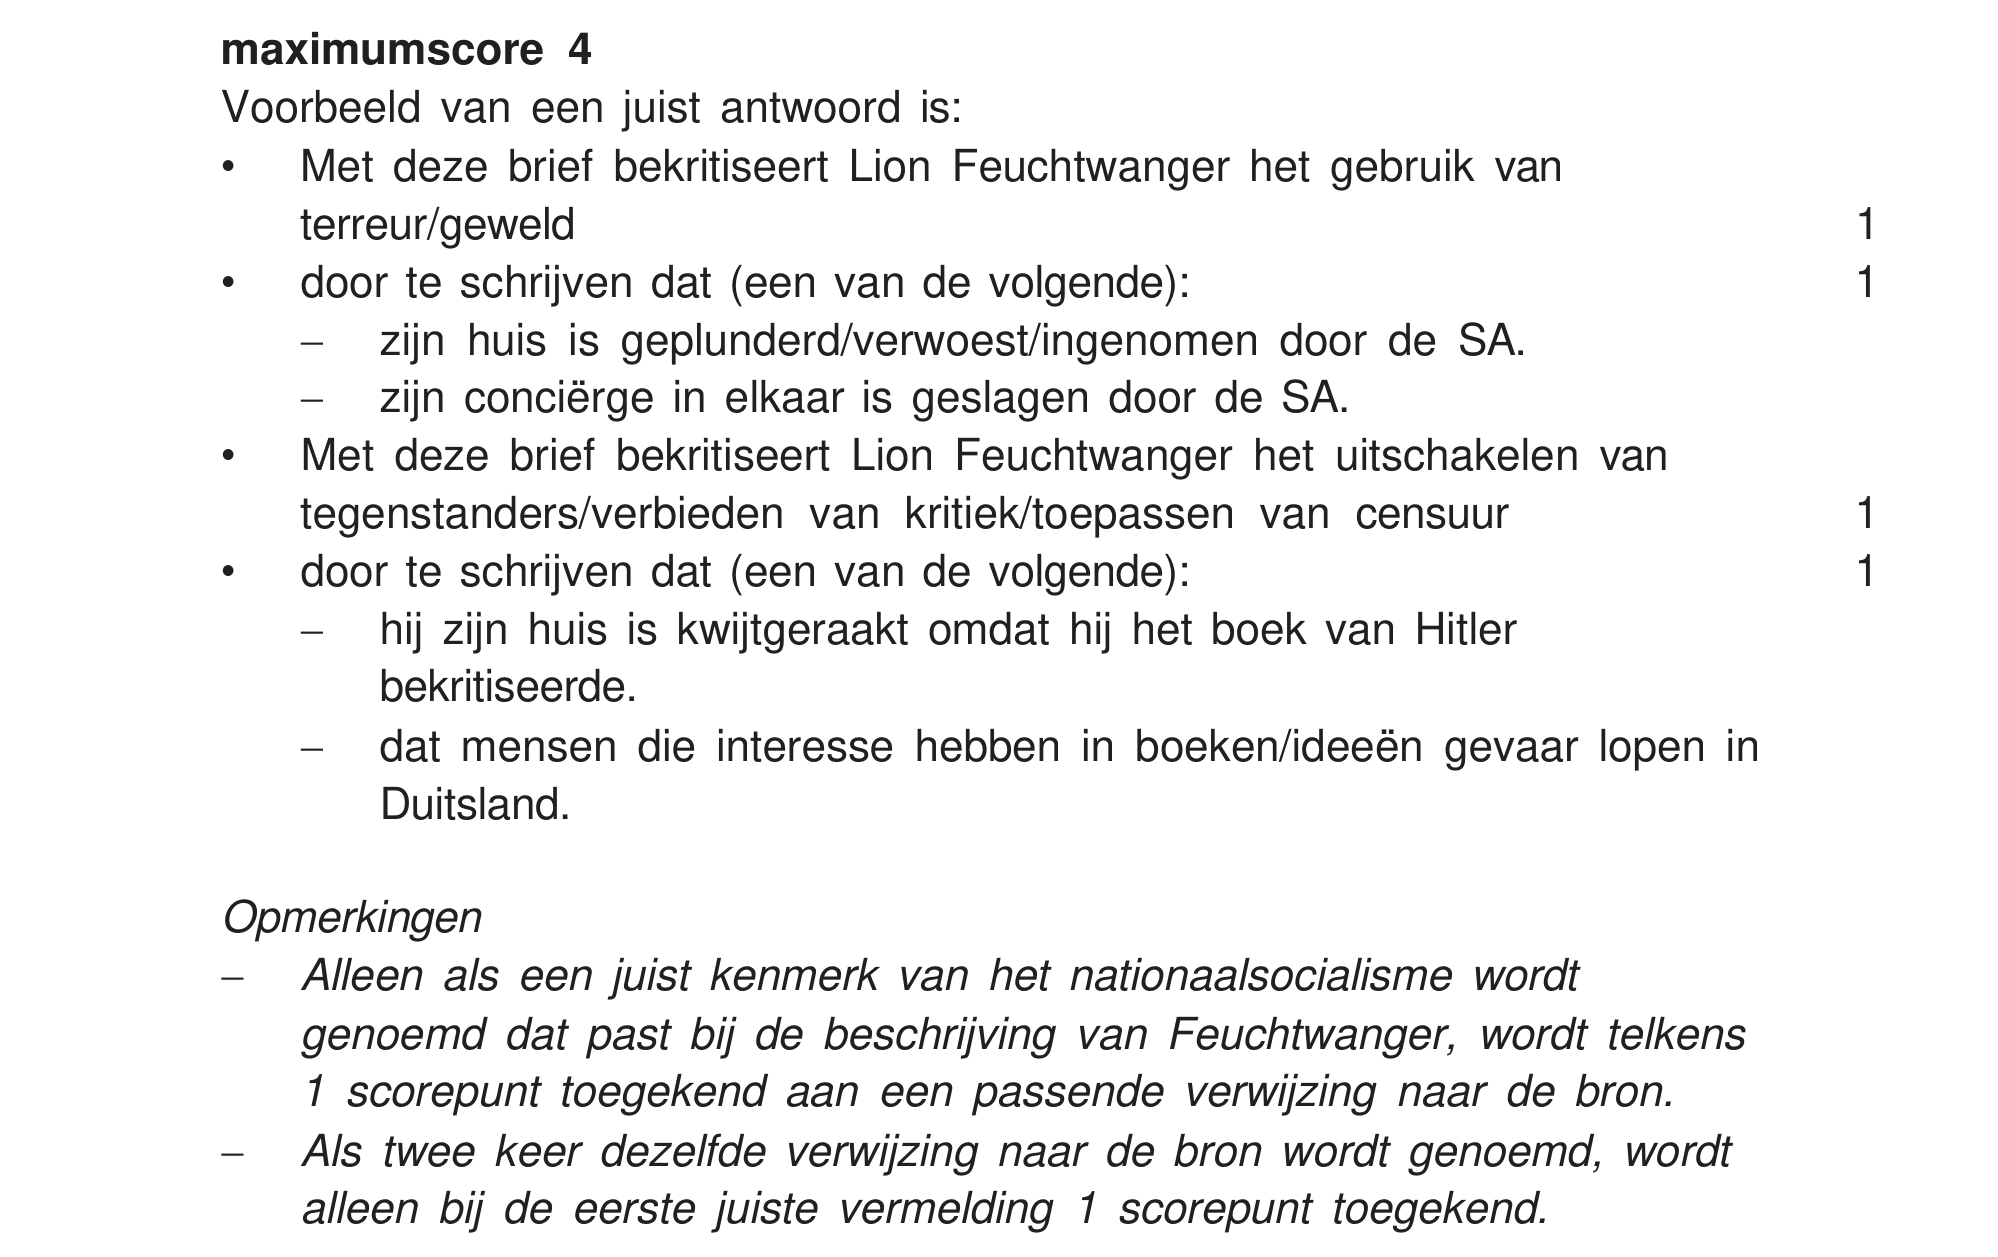 maximumscore 4
Voorbeeld van een juist antwoord is:
• Met deze brief bekritiseert Lion Feuchtwanger het gebruik van
terreur/geweld 1
• door te schrijven dat (een van de volgende): 1
– zijn huis is geplunderd/verwoest/ingenomen door de SA.
– zijn conciërge in elkaar is geslagen door de SA.
• Met deze brief bekritiseert Lion Feuchtwanger het uitschakelen van
tegenstanders/verbieden van kritiek/toepassen van censuur 1
• door te schrijven dat (een van de volgende): 1
– hij zijn huis is kwijtgeraakt omdat hij het boek van Hitler
bekritiseerde.
– dat mensen die interesse hebben in boeken/ideeën gevaar lopen in
Duitsland.
Opmerkingen
– Alleen als een juist kenmerk van het nationaalsocialisme wordt
genoemd dat past bij de beschrijving van Feuchtwanger, wordt telkens
1 scorepunt toegekend aan een passende verwijzing naar de bron.
– Als twee keer dezelfde verwijzing naar de bron wordt genoemd, wordt
alleen bij de eerste juiste vermelding 1 scorepunt toegekend.